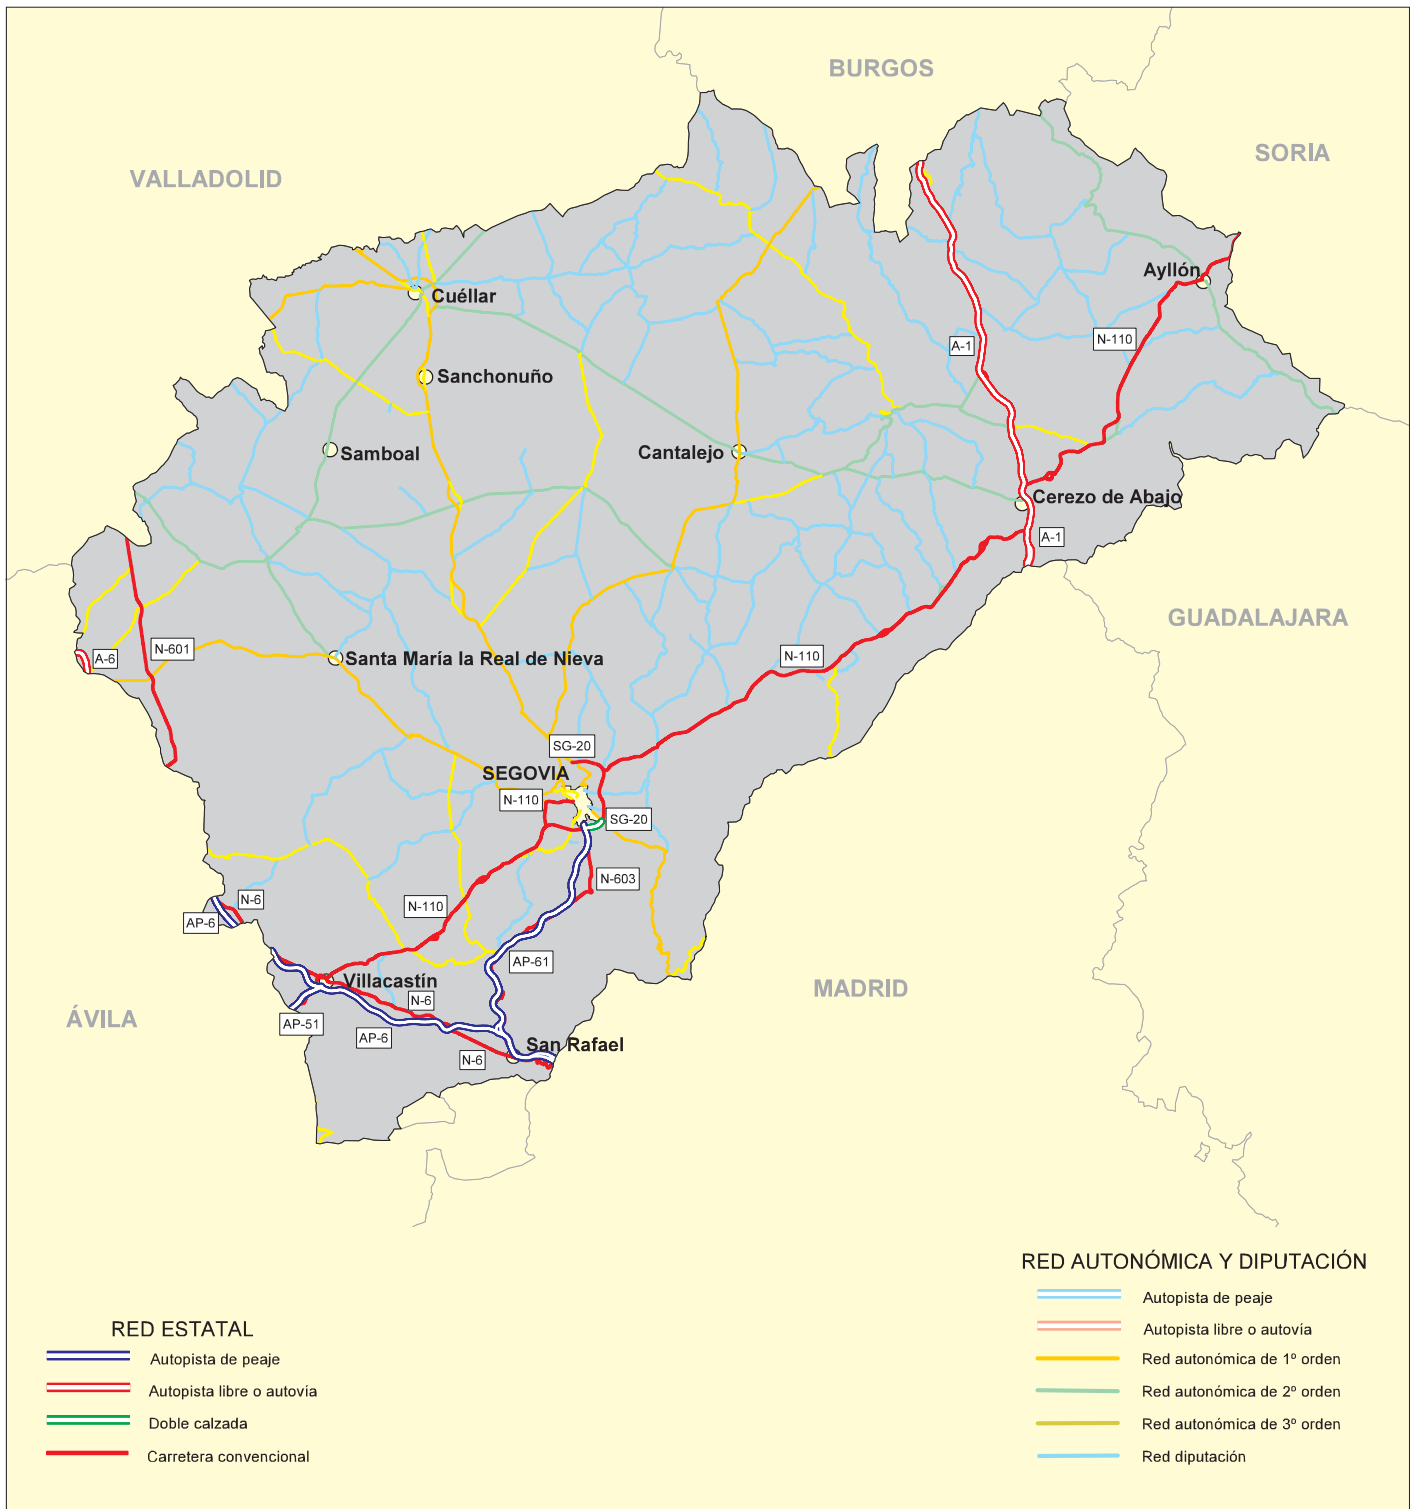 BURGOS
SORÍA
VALLADOLID
Ayllón
Cuéllar
N-110
A-1
Sanchonuño
Samboal
Cantalejo
Cerezo de Abajo
A-1
GUADALAJARA
N-601
A-6
Santa María la Real de Nieva
N-110
SG-20
SEGOVIA
N-110
SG-20
N-603
N-6
N-110
AP-6
AP-61
Villacastín
MADRID
N-6
ÁVILA
AP-51
AP-6
San Rafael
N-6
RED ESTATAL
Autopista de peaje
Autopista libre o autovía
Doble calzada
Carretera convencional
RED AUTONÓMICA Y DIPUTACIÓN
Autopista de peaje
Autopista libre o autovía
Red autonómica de 1º orden
Red autonómica de 2º orden
Red autonómica de 3º orden
Red diputación